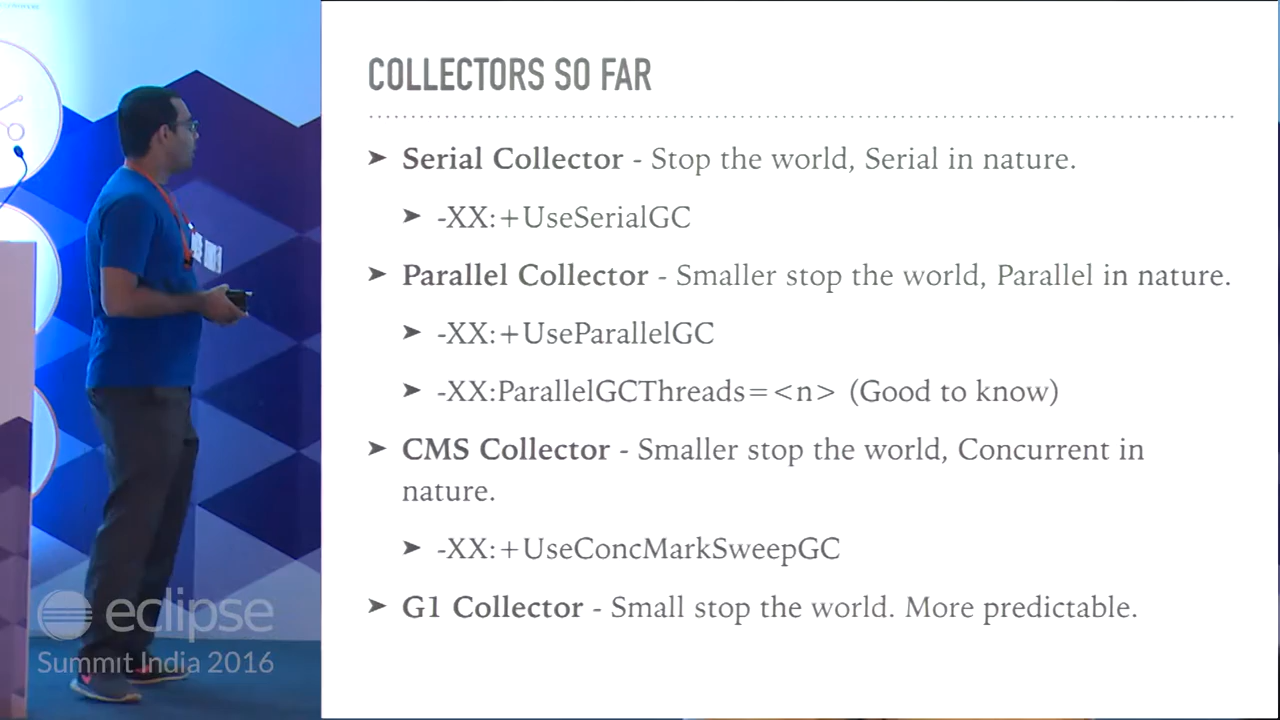 COLLECTORS SO FAR
➤ Serial Collector - Stop the world, Serial in nature.
➤ -XX:+UseSerialGC
➤ Parallel Collector - Smaller stop the world, Parallel in nature.
➤ -XX:+UseParallelGC
➤ -XX:ParallelGCThreads=<n> (Good to know)
➤ CMS Collector - Smaller stop the world, Concurrent in
nature.
➤ -XX:+UseConcMarkSweepGC
➤ G1 Collector - Small stop the world. More predictable.
eclipse
Summit India 2016